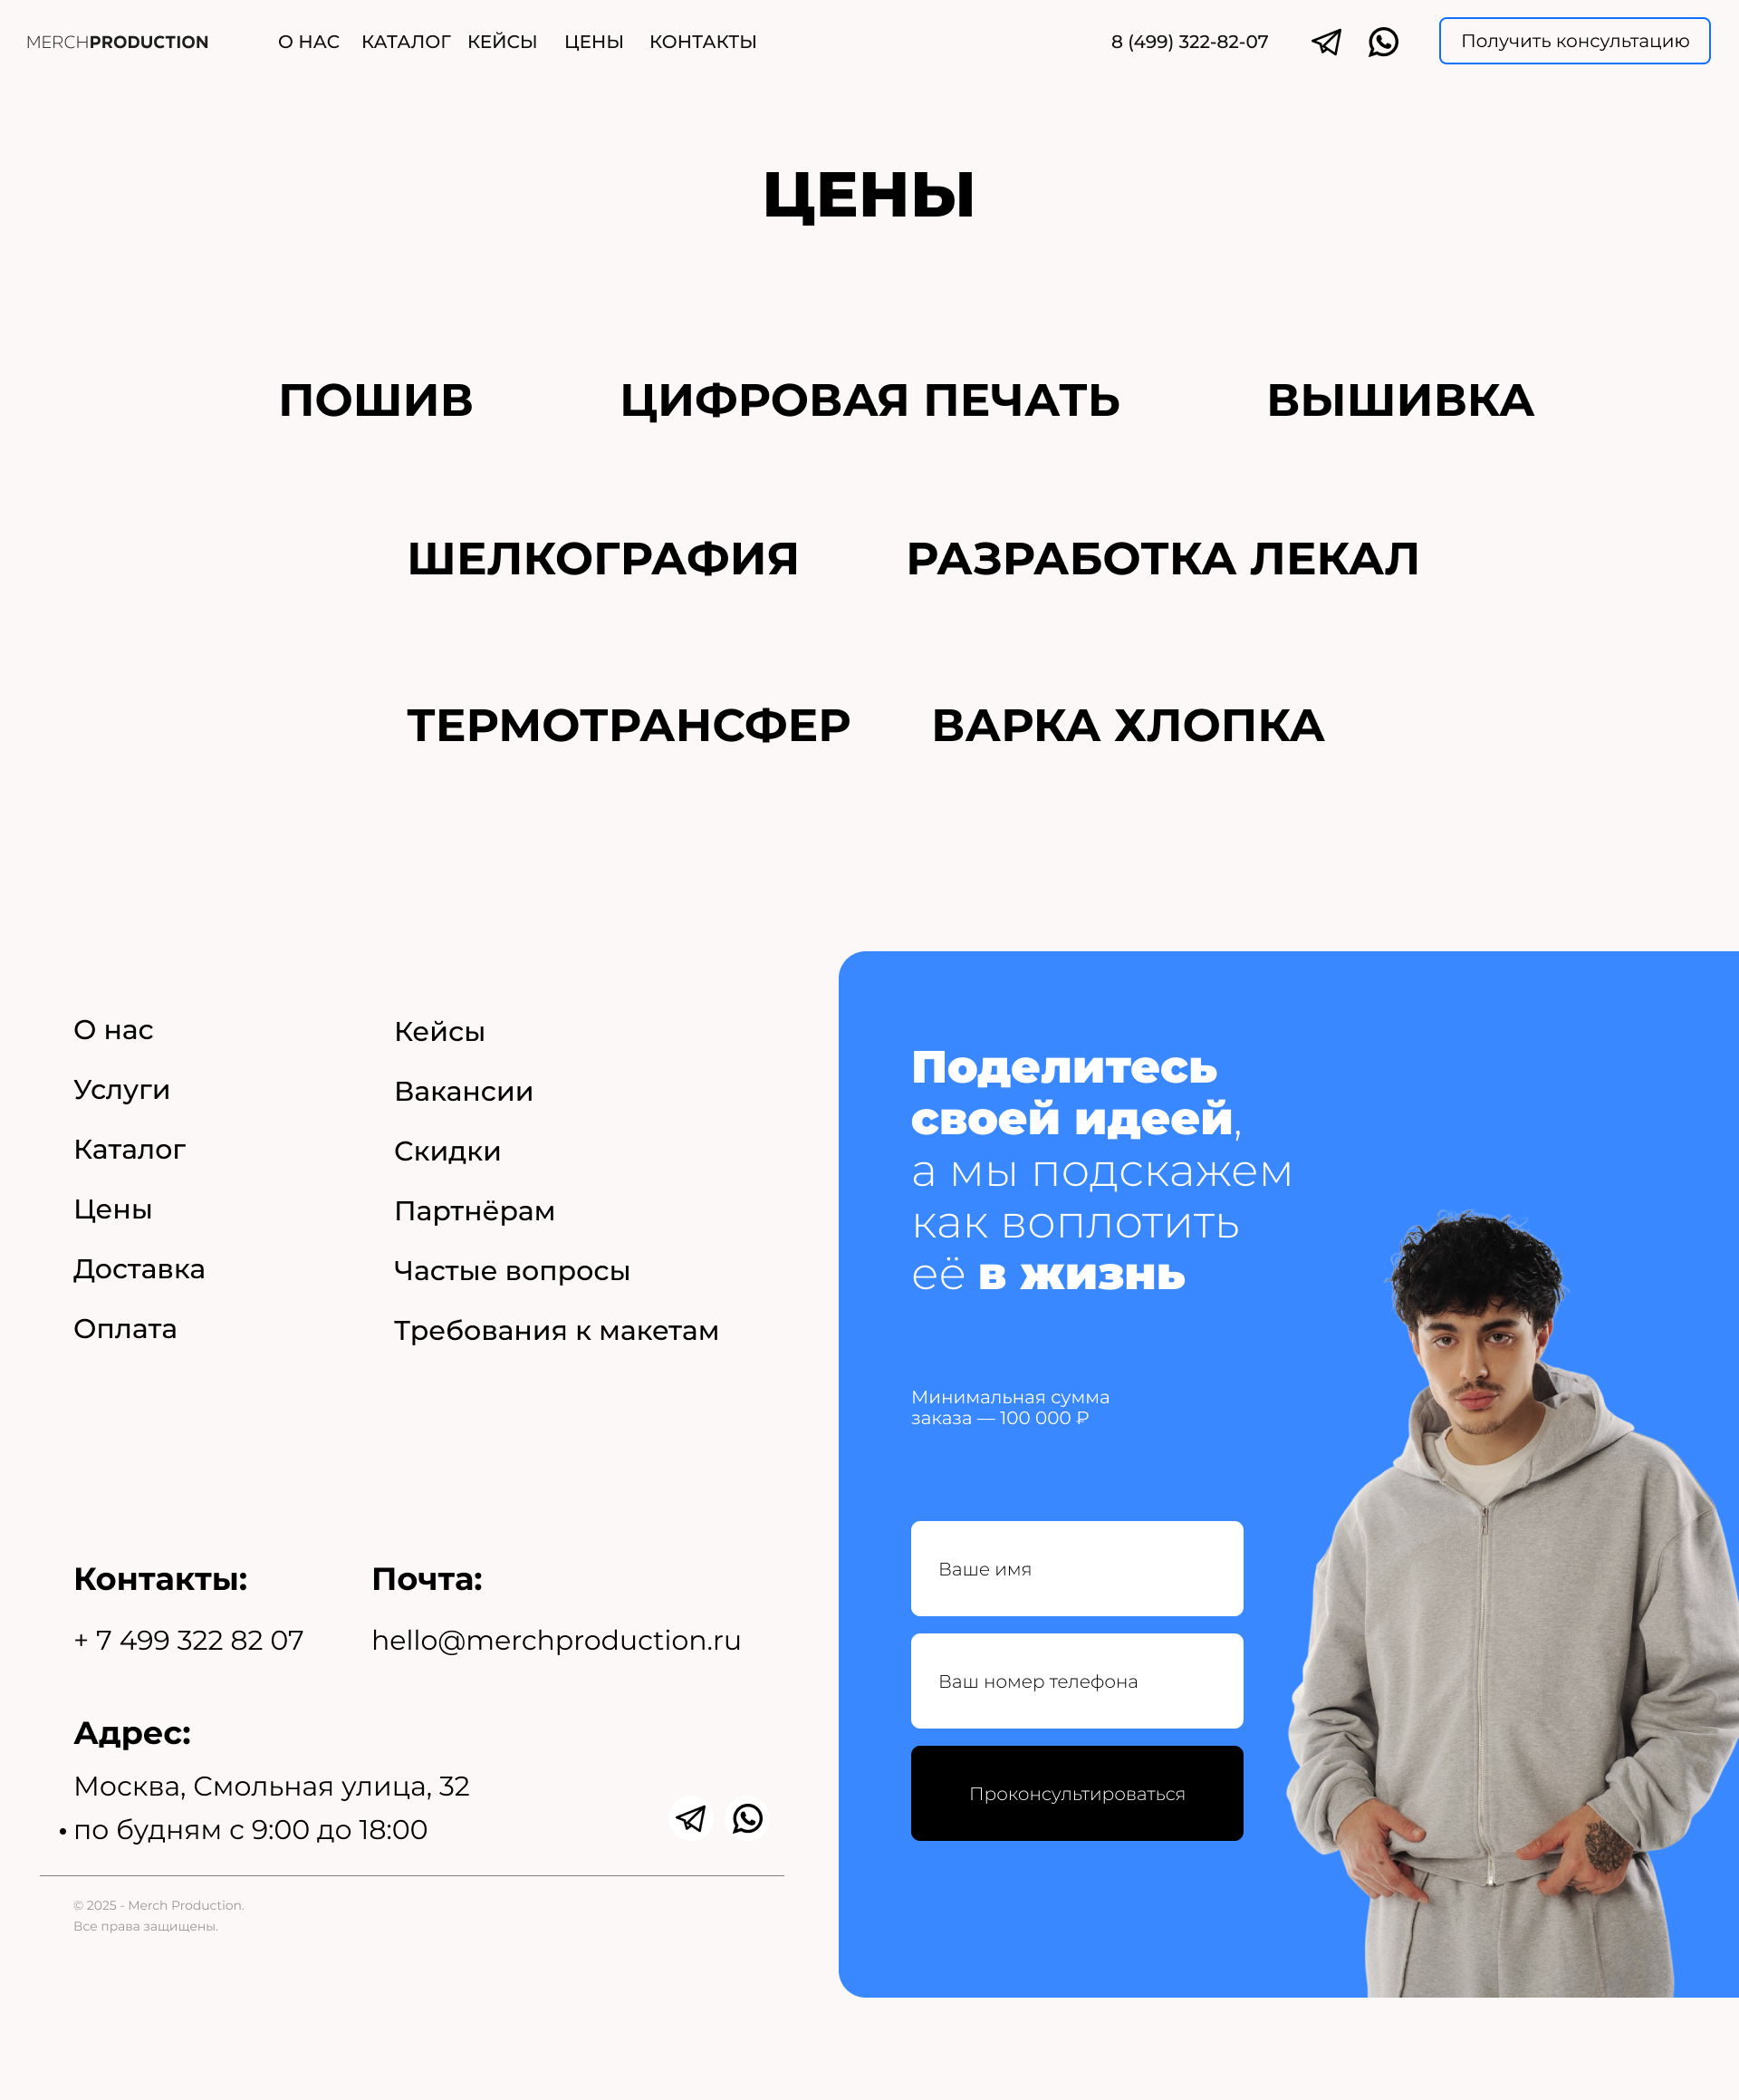 MERCHPRODUCTION О НАС КАТАЛОГ КЕЙСЫ ЦЕНЫ КОНТАКТЫ 8 (499) 322-82-07 Получить консультацию
ЦЕНЫ
ПОШИВ ЦИФРОВАЯ ПЕЧАТЬ ВЫШИВКА
ШЕЛКОГРАФИЯ РАЗРАБОТКА ЛЕКАЛ
ТЕРМОТРАНСФЕР ВАРКА ХЛОПКА
О нас
Услуги
Каталог
Цены
Доставка
Оплата
Кейсы
Вакансии
Скидки
Партнёрам
Частые вопросы
Требования к макетам
Контакты:
+ 7 499 322 82 07
Почта:
hello@merchproduction.ru
Адрес:
Москва, Смольная улица, 32
• по будням с 9:00 до 18:00
© 2025 - Merch Production.
Все права защищены.
Поделитесь
своей идеей,
а мы подскажем
как воплотить
её в жизнь
Минимальная сумма
заказа — 100 000 ₽
Ваше имя
Ваш номер телефона
Проконсультироваться